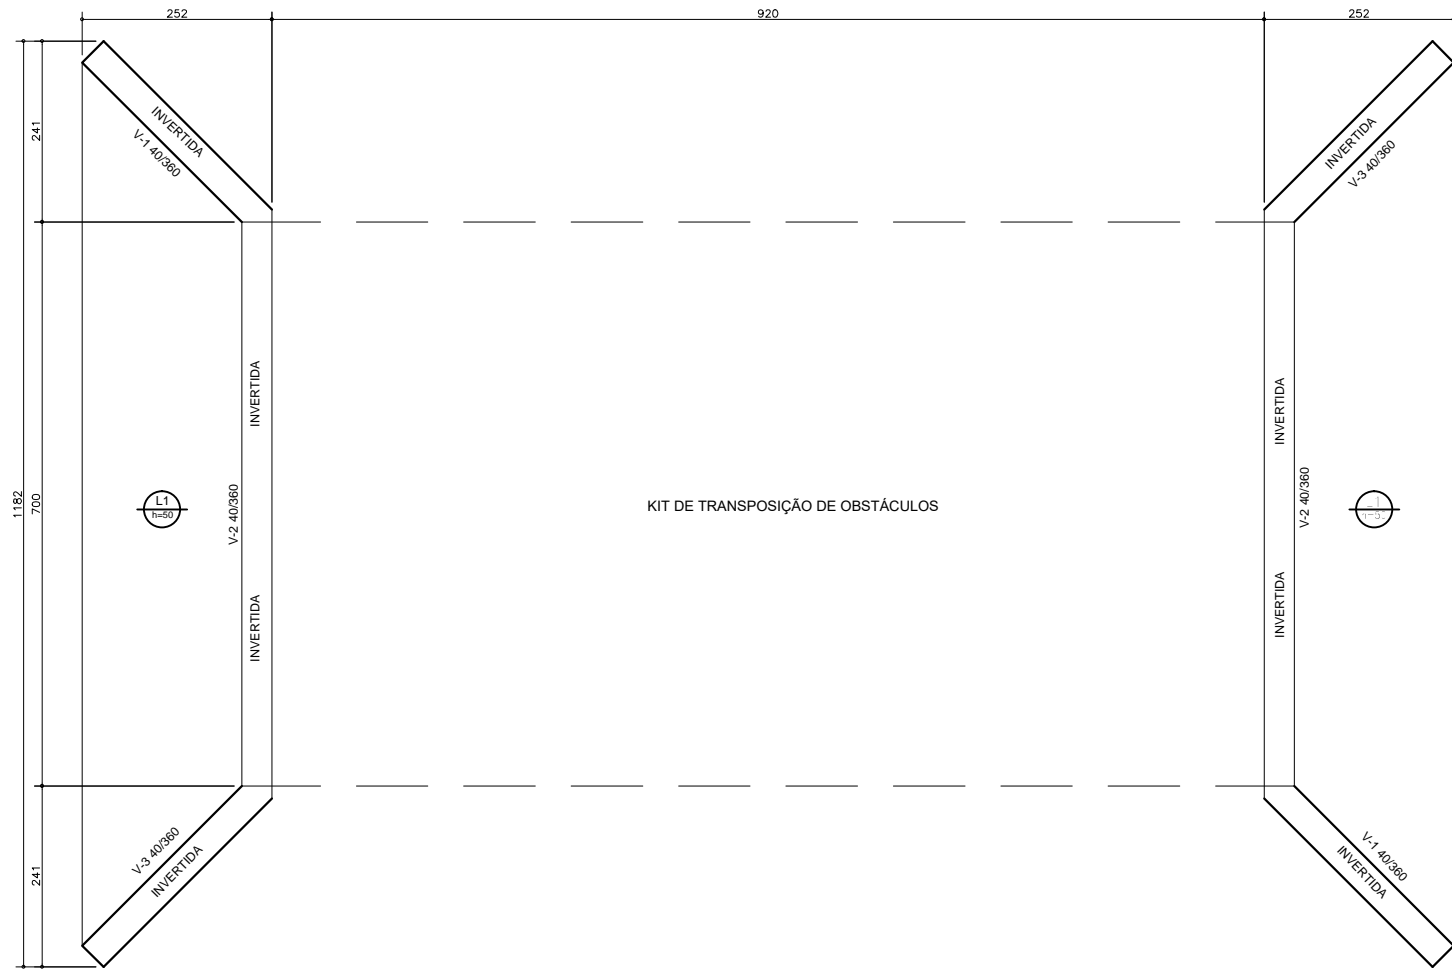 252
920
252
241
INVERTIDA
V-1 40/360
INVERTIDA
V-3 40/360
INVERTIDA
INVERTIDA
1182
700
L1
h=50
V-2 40/360
KIT DE TRANSPOSIÇÃO DE OBSTÁCULOS
V-2 40/360
INVERTIDA
INVERTIDA
241
V-3 40/360
INVERTIDA
V-1 40/360
INVERTIDA